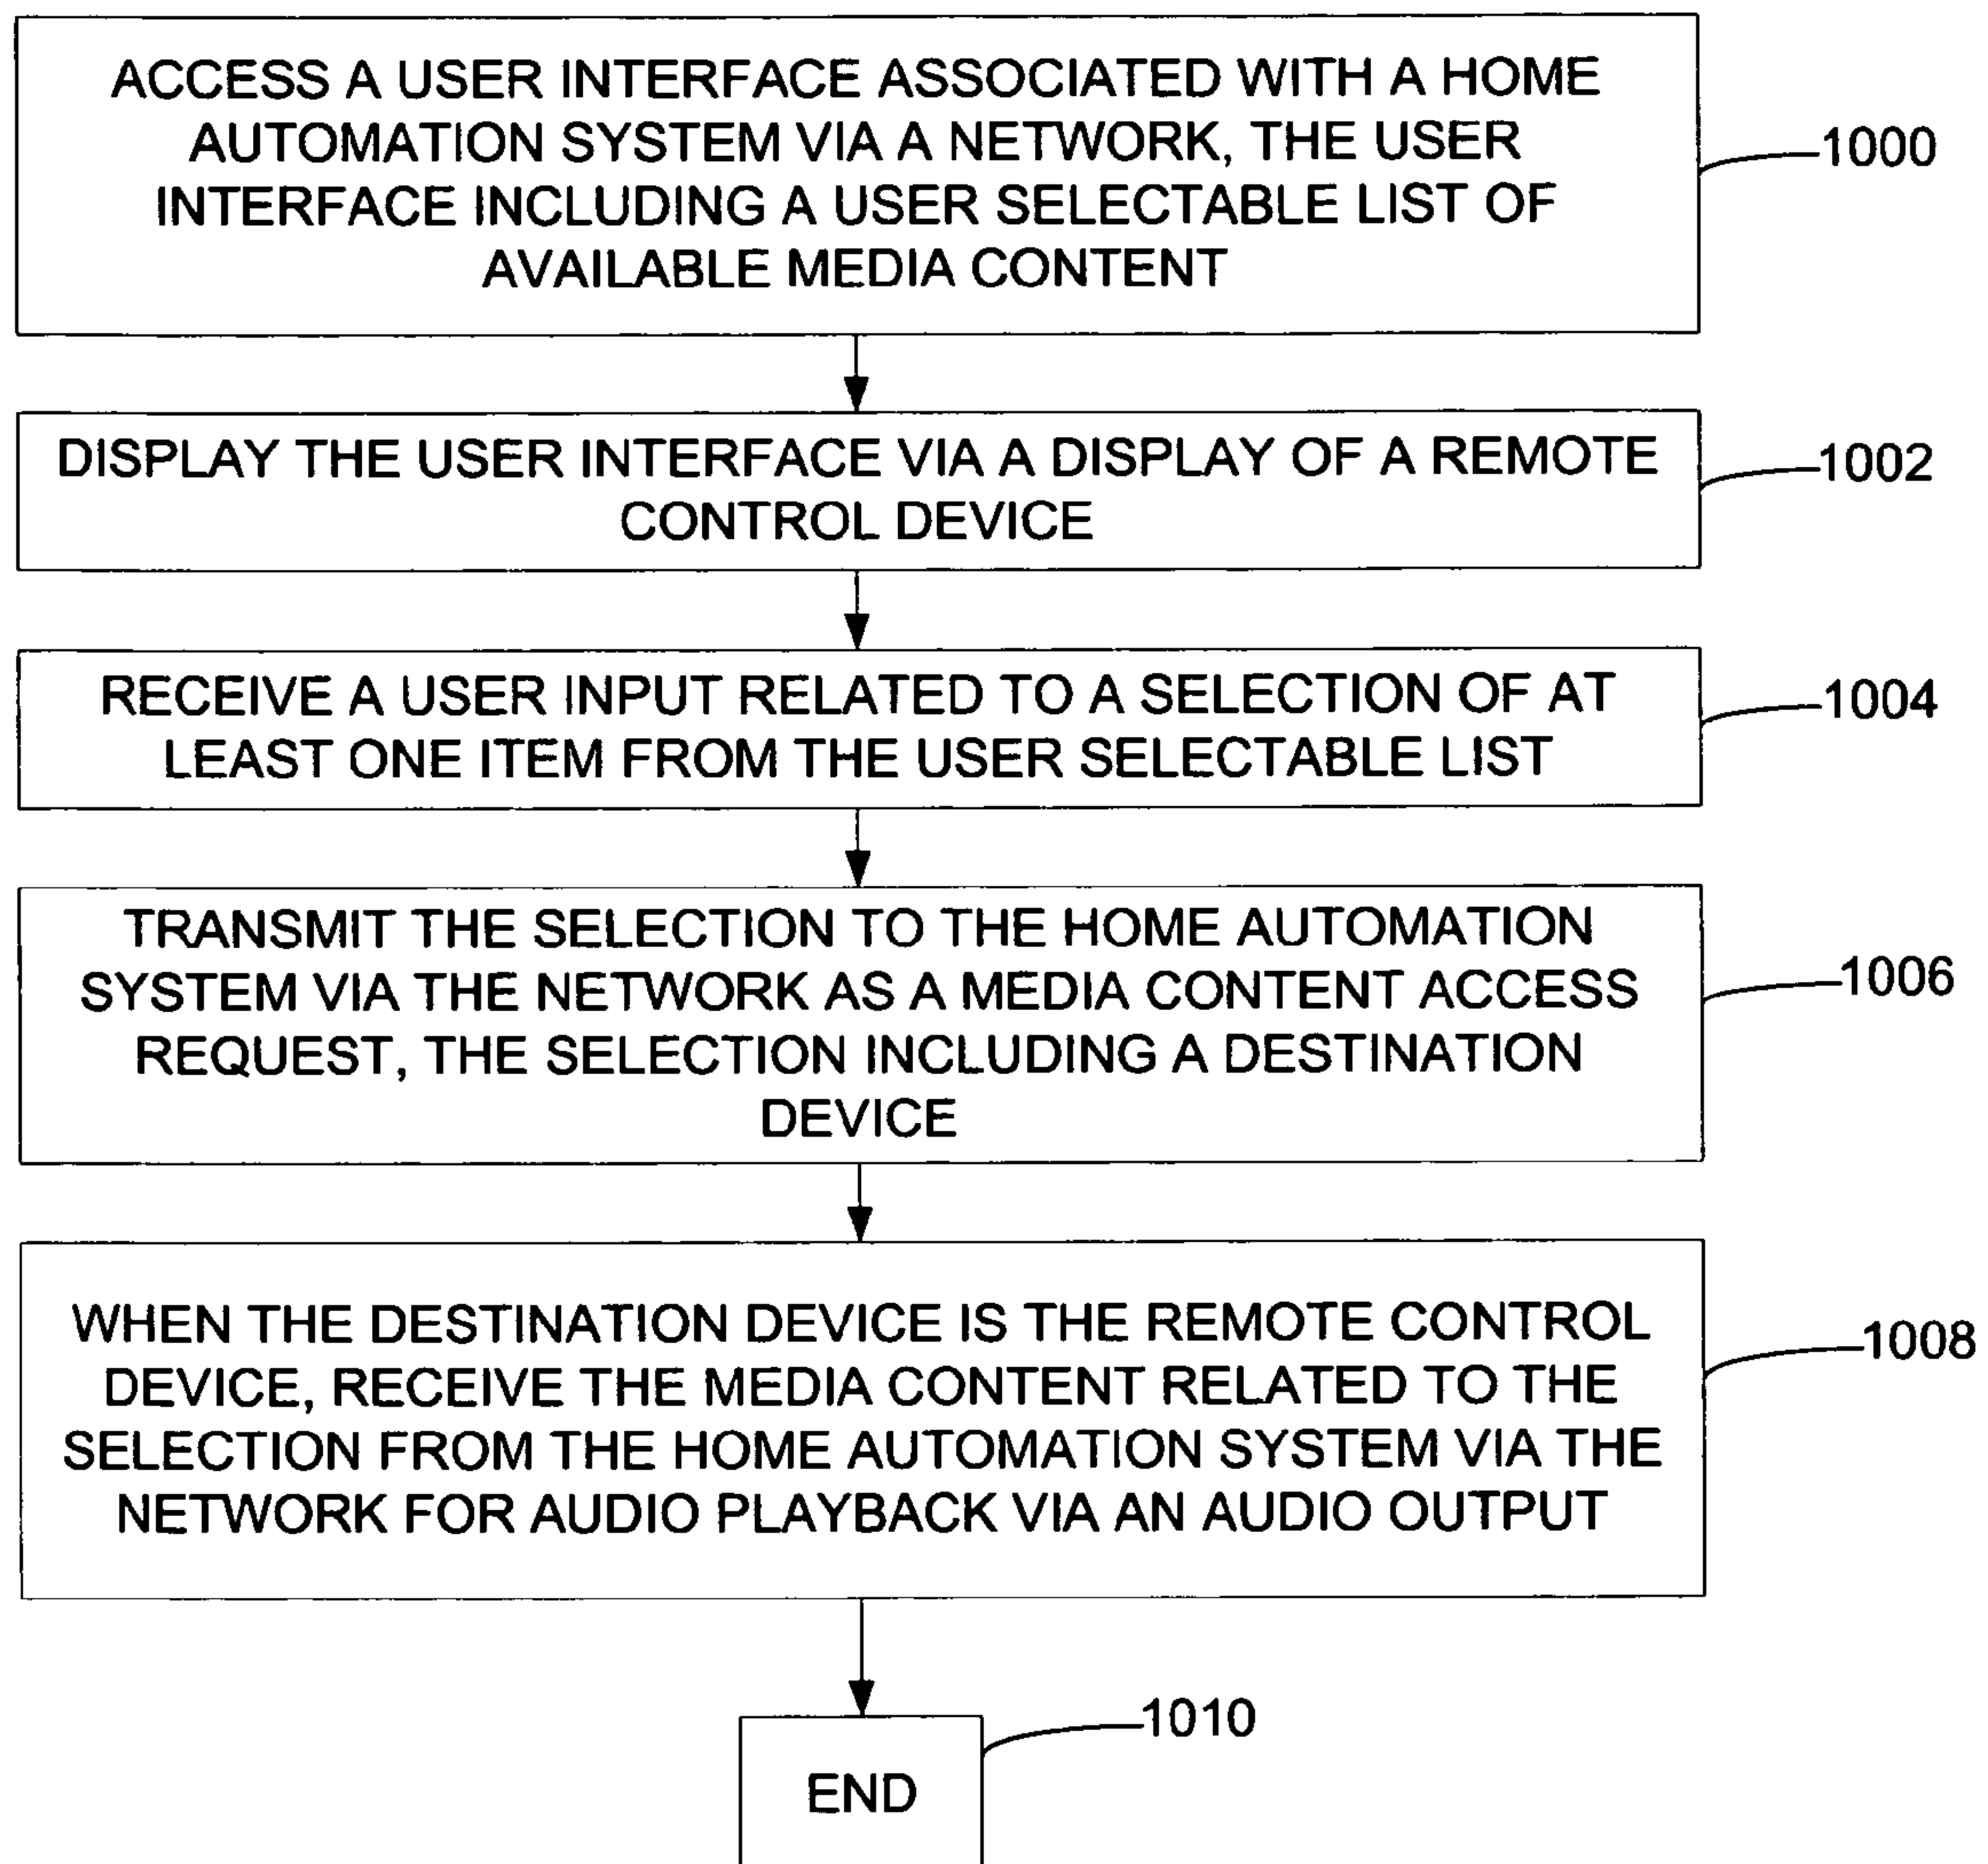 ACCESS A USER INTERFACE ASSOCIATED WITH A HOME
AUTOMATION SYSTEM VIA A NETWORK, THE USER
INTERFACE INCLUDING A USER SELECTABLE LIST OF
AVAILABLE MEDIA CONTENT
1000
DISPLAY THE USER INTERFACE VIA A DISPLAY OF A REMOTE
CONTROL DEVICE
1002
RECEIVE A USER INPUT RELATED TO A SELECTION OF AT
LEAST ONE ITEM FROM THE USER SELECTABLE LIST
1004
TRANSMIT THE SELECTION TO THE HOME AUTOMATION
SYSTEM VIA THE NETWORK AS A MEDIA CONTENT ACCESS
REQUEST, THE SELECTION INCLUDING A DESTINATION
DEVICE
1006
WHEN THE DESTINATION DEVICE IS THE REMOTE CONTROL
DEVICE, RECEIVE THE MEDIA CONTENT RELATED TO THE
SELECTION FROM THE HOME AUTOMATION SYSTEM VIA THE
NETWORK FOR AUDIO PLAYBACK VIA AN AUDIO OUTPUT
1008
END
1010